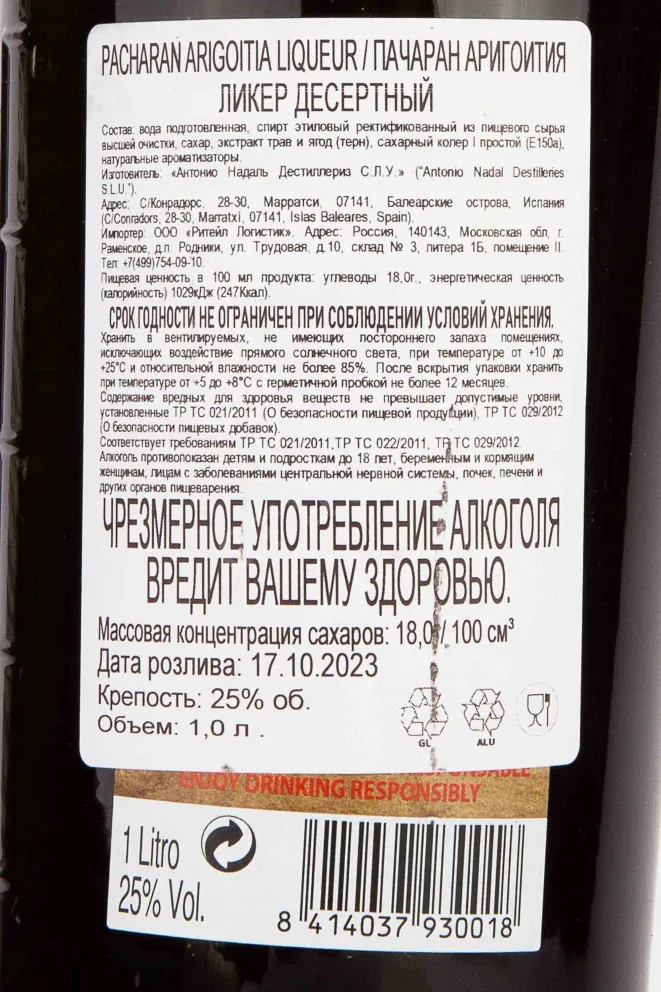 PACHARAN ARIGOITIA LIQUEUR / ПАЧАРАН АРИГОИТИЯ
ЛИКЕР ДЕСЕРТНЫЙ
Состав: вода подготовленная, спирт этиловый ректификованный из пищевого сырья
высшей очистки, сахар, экстракт трав и ягод (терн), сахарный колер I простой (E150a),
натуральные ароматизаторы.
Изготовитель: «Антонио Надаль Дестиллериз С.Л.У.» ("Antonio Nadal Destilleries
S.L.U.").
Адрес: С/Конрадорс, 28-30, Марратси, 07141, Балеарские острова, Испания
(C/Conradors, 28-30, Marratxi, 07141, Islas Baleares, Spain).
Импортер: ООО «Ритейл Логистик». Адрес: Россия, 140143, Московская обл, г.
Раменское, д.п. Родники, ул. Трудовая, д.10, склад № 3, литера 1Б, помещение II.
Тел: +7(499)754-09-10.
Пищевая ценность в 100 мл продукта: углеводы 18,0г., энергетическая ценность
(калорийность) 1029кДж (247Ккал).
СРОК ГОДНОСТИ НЕ ОГРАНИЧЕН ПРИ СОБЛЮДЕНИИ УСЛОВИЙ ХРАНЕНИЯ.
Хранить в вентилируемых, не имеющих постороннего запаха помещениях,
исключающих воздействие прямого солнечного света, при температуре от +10 до
+25°С и относительной влажности не более 85%. После вскрытия упаковки хранить
при температуре от +5 до +8°С с герметичной пробкой не более 12 месяцев.
Содержание вредных для здоровья веществ не превышает допустимые уровни,
установленные ТР ТС 021/2011 (О безопасности пищевой продукции), ТР ТС 029/2012
(О безопасности пищевых добавок).
Соответствует требованиям ТР ТС 021/2011,ТР ТС 022/2011, ТР ТС 029/2012
Алкоголь противопоказан детям и подросткам до 18 лет, беременным и кормящим
женщинам, лицам с заболеваниями центральной нервной системы, почек, печени и
других органов пищеварения.
ЧРЕЗМЕРНОЕ УПОТРЕБЛЕНИЕ АЛКОГОЛЯ
ВРЕДИТ ВАШЕМУ ЗДОРОВЬЮ.
Массовая концентрация сахаров: 18,0 / 100 см³
Дата розлива: 17.10.2023
Крепость: 25% об.
Объем: 1,0 л .
GL ALU
ENJOY DRINKING RESPONSIBLY
1 Litro
25% Vol.
8 414037 930018